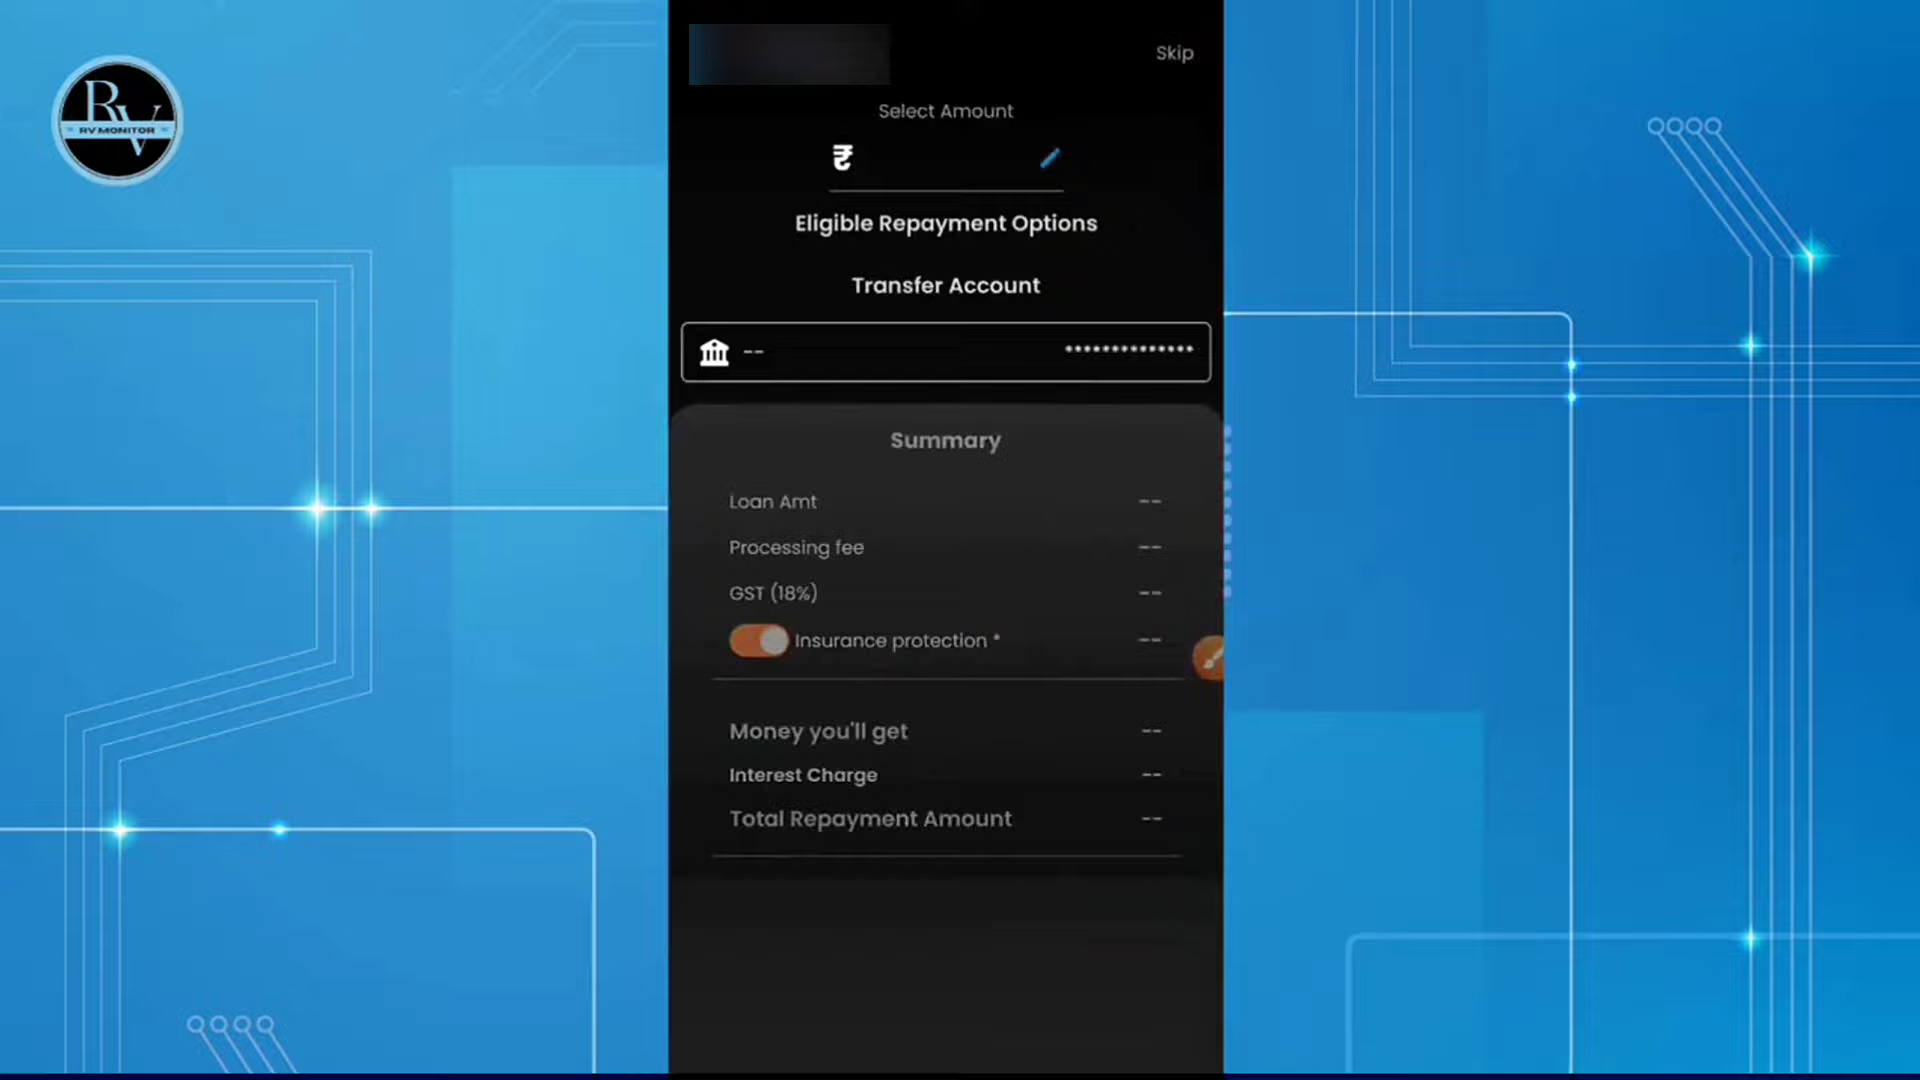 RV
RV MONITOR
Skip
Select Amount
₹
Eligible Repayment Options
Transfer Account
-- **************
Summary
Loan Amt --
Processing fee --
GST (18%) --
Insurance protection * --
Money you'll get --
Interest Charge --
Total Repayment Amount --